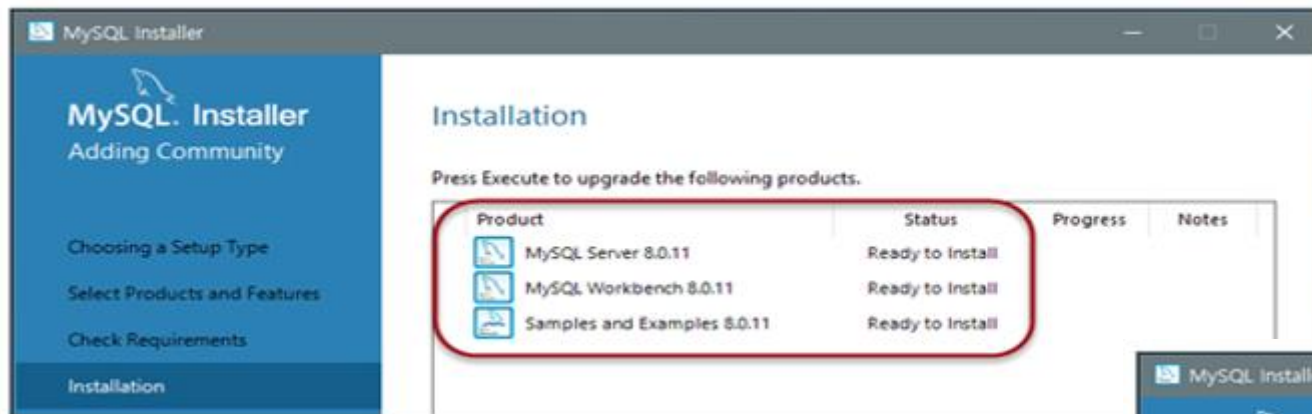 MySQL Installer
MySQL. Installer
Adding Community
Choosing a Setup Type
Select Products and Features
Check Requirements
Installation
Installation
Press Execute to upgrade the following products.
Product Status Progress Notes
MySQL Server 8.0.11 Ready to Install
MySQL Workbench 8.0.11 Ready to Install
Samples and Examples 8.0.11 Ready to Install
MySQL Install